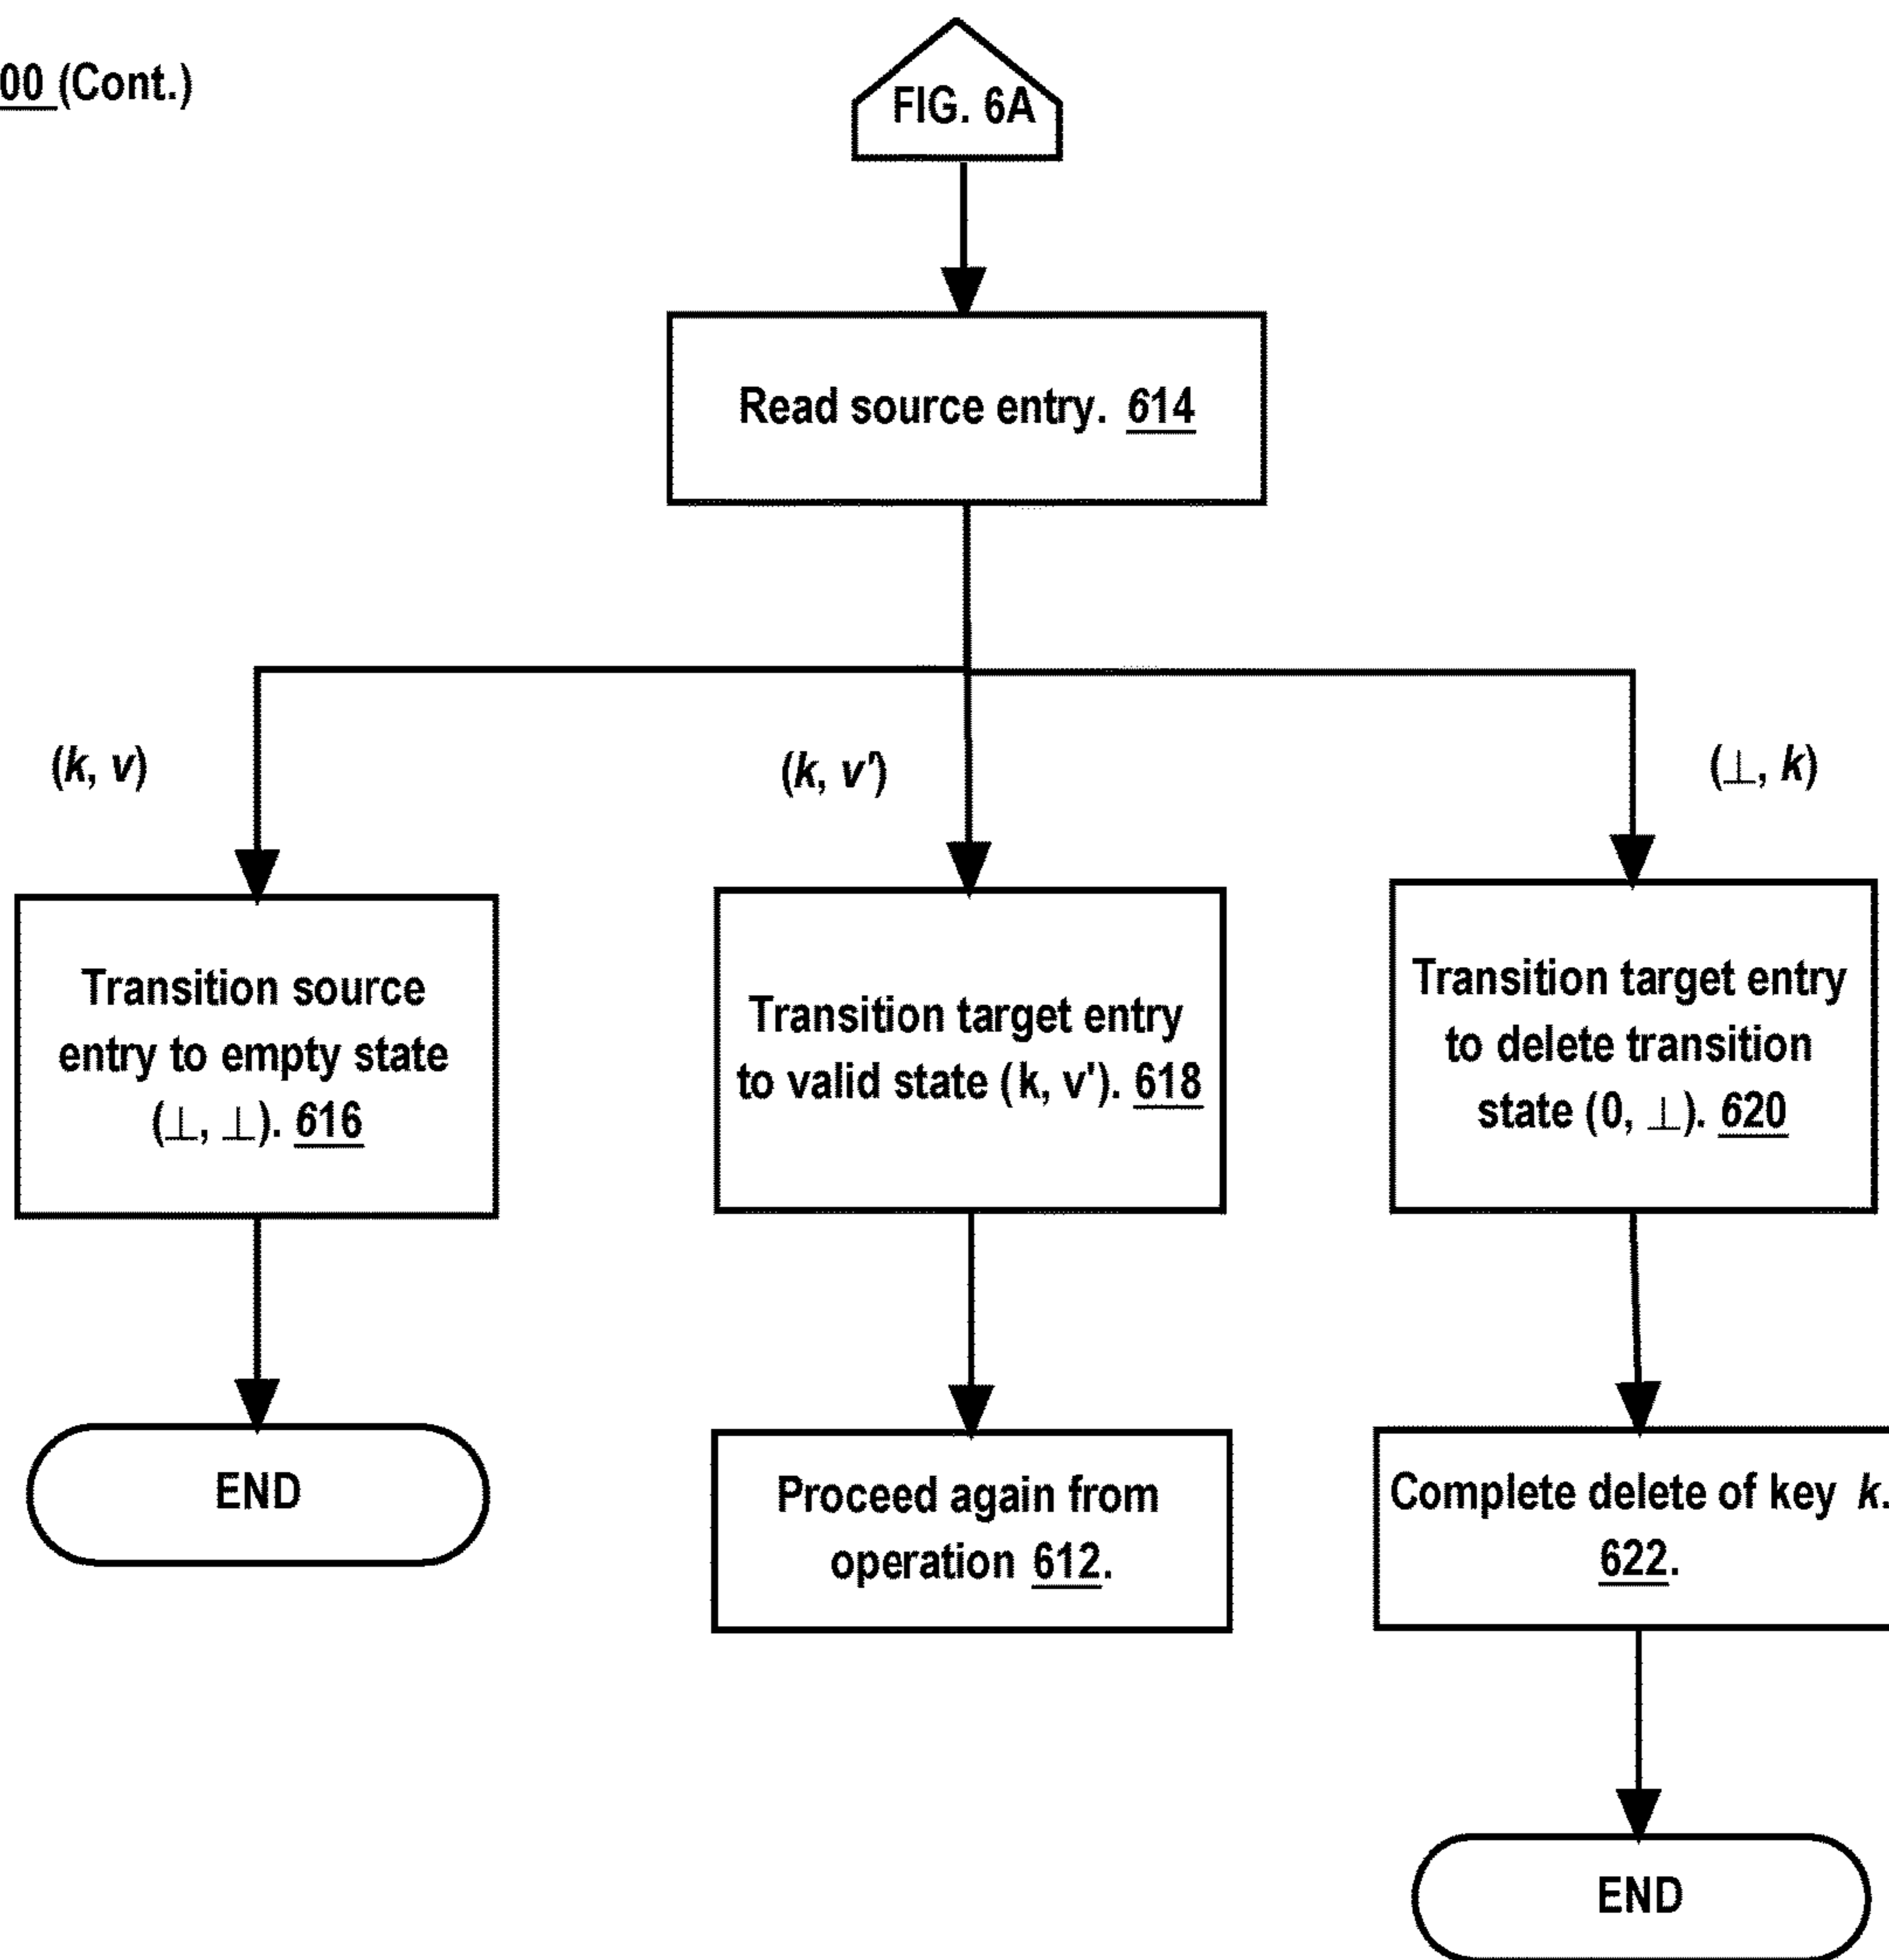 00 (Cont.)
FIG. 6A
Read source entry. 614
(k, v)
(k, v')
(⊥, k)
Transition source
entry to empty state
(⊥, ⊥). 616
Transition target entry
to valid state (k, v'). 618
Transition target entry
to delete transition
state (0, ⊥). 620
END
Proceed again from
operation 612.
Complete delete of key k.
622.
END